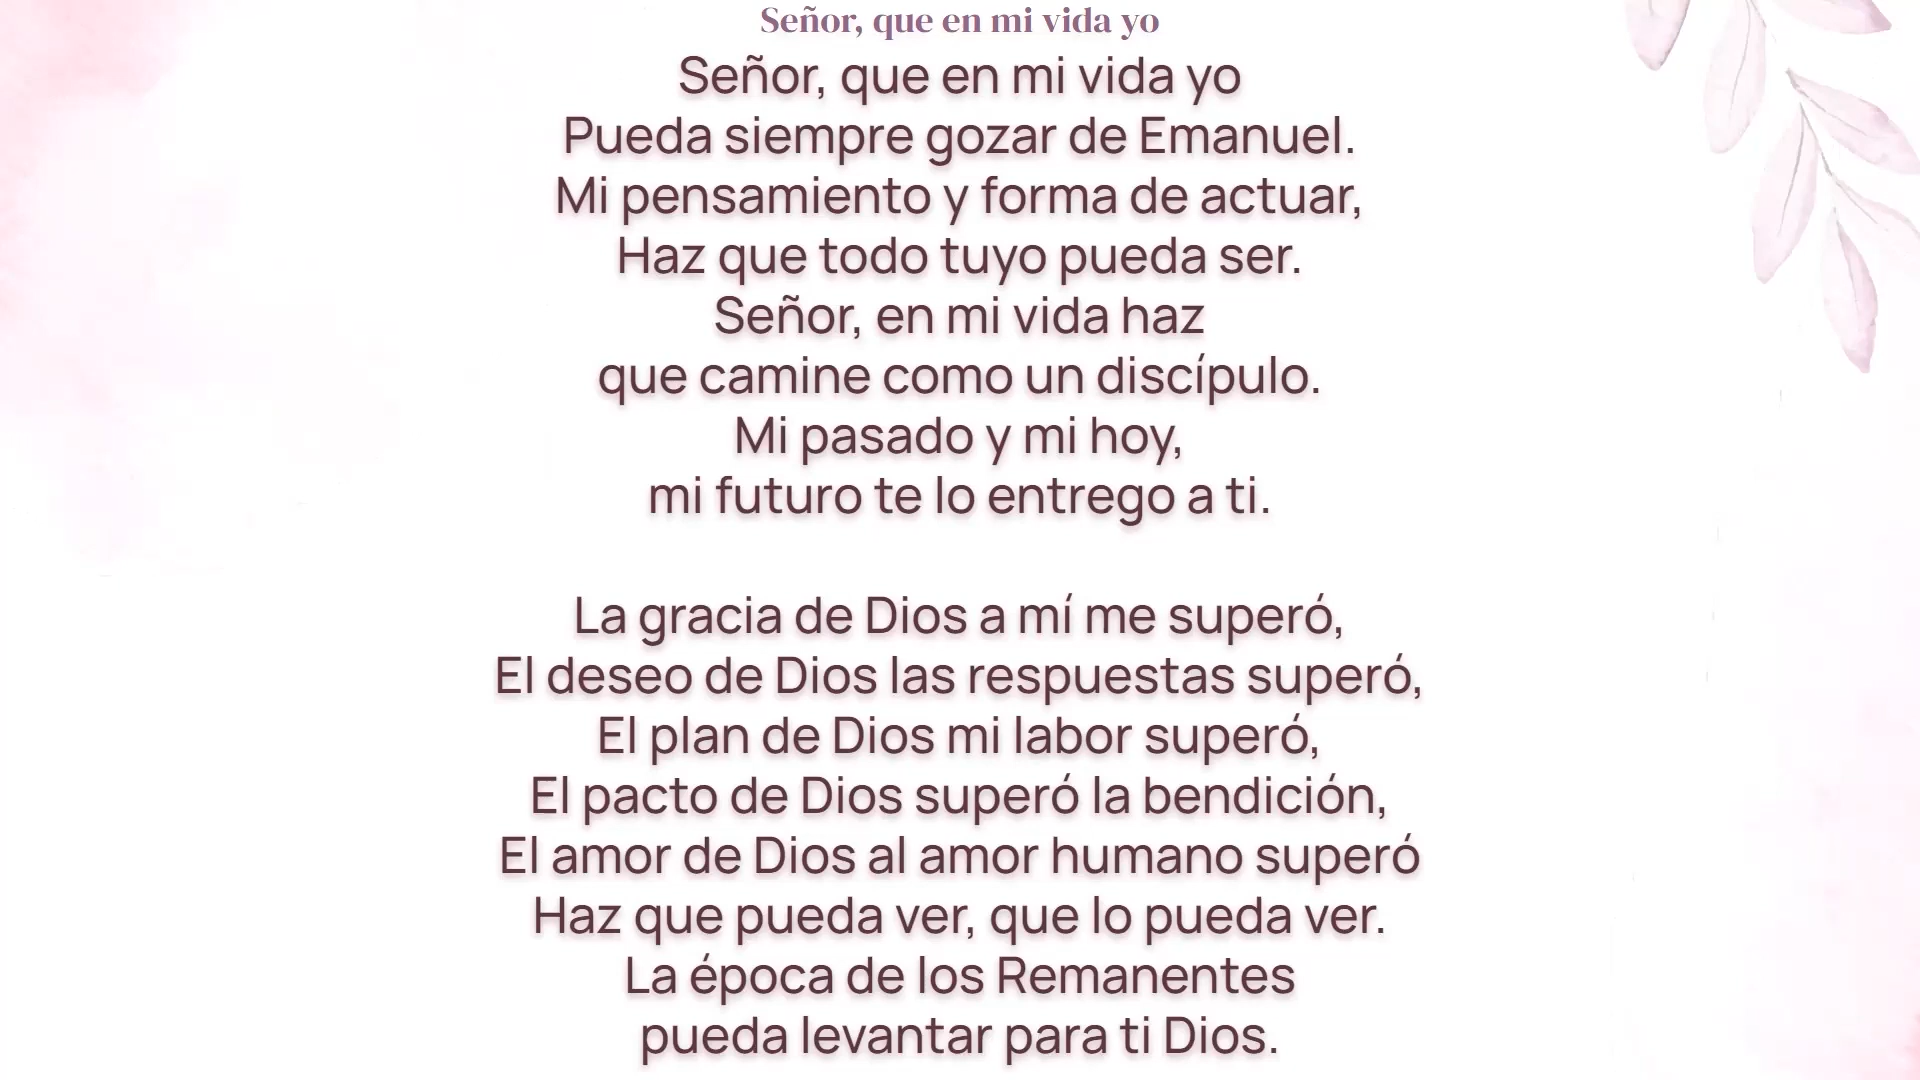 Señor, que en mi vida yo
Señor, que en mi vida yo
Pueda siempre gozar de Emanuel.
Mi pensamiento y forma de actuar,
Haz que todo tuyo pueda ser.
Señor, en mi vida haz
que camine como un discípulo.
Mi pasado y mi hoy,
mi futuro te lo entrego a ti.
La gracia de Dios a mí me superó,
El deseo de Dios las respuestas superó,
El plan de Dios mi labor superó,
El pacto de Dios superó la bendición,
El amor de Dios al amor humano superó
Haz que pueda ver, que lo pueda ver.
La época de los Remanentes
pueda levantar para ti Dios.